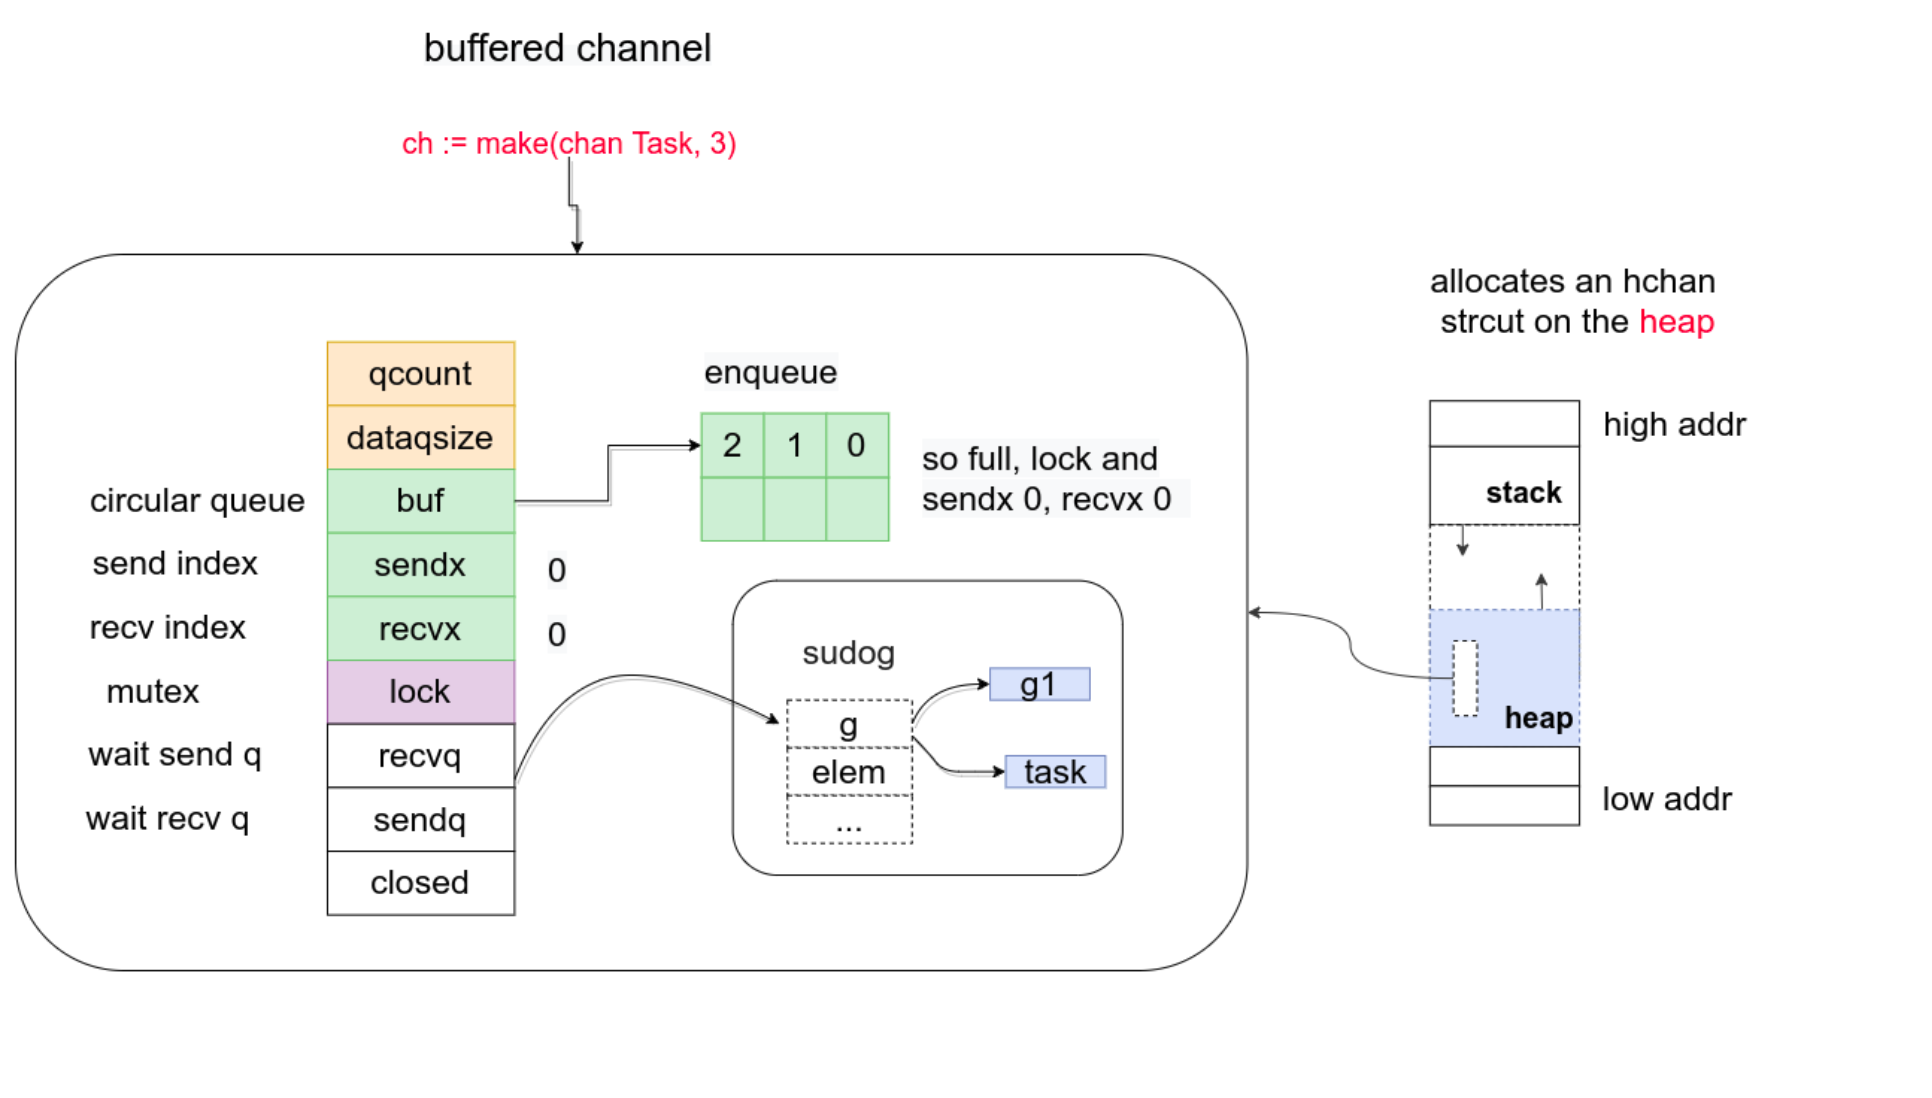 buffered channel
ch := make(chan Task, 3)
allocates an hchan
strcut on the heap
qcount
dataqsize
circular queue
buf
send index
sendx
0
recv index
recvx
0
mutex
lock
wait send q
recvq
wait recv q
sendq
closed
enqueue
2 1 0
so full, lock and
sendx 0, recvx 0
sudog
g
elem
...
g1
task
high addr
stack
heap
low addr